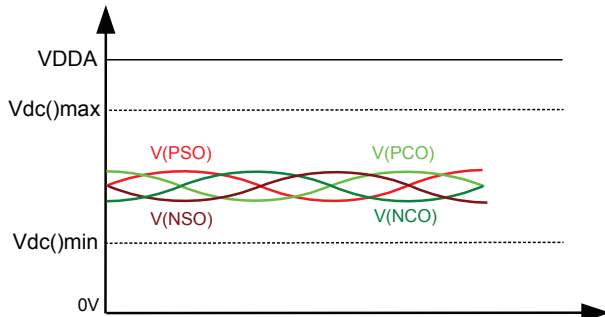 VDDA
Vdc()max
V(PSO)
V(PCO)
V(NSO)
V(NCO)
Vdc()min
0V